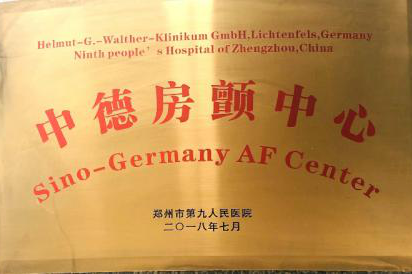 Helmut-G.-Walther-Klinikum GmbH,Lichtenfels,Germany
Ninth people's Hospital of Zhengzhou,China
中德房颤中心
Sino-Germany AF Center
郑州市第九人民医院
二〇一八年七月